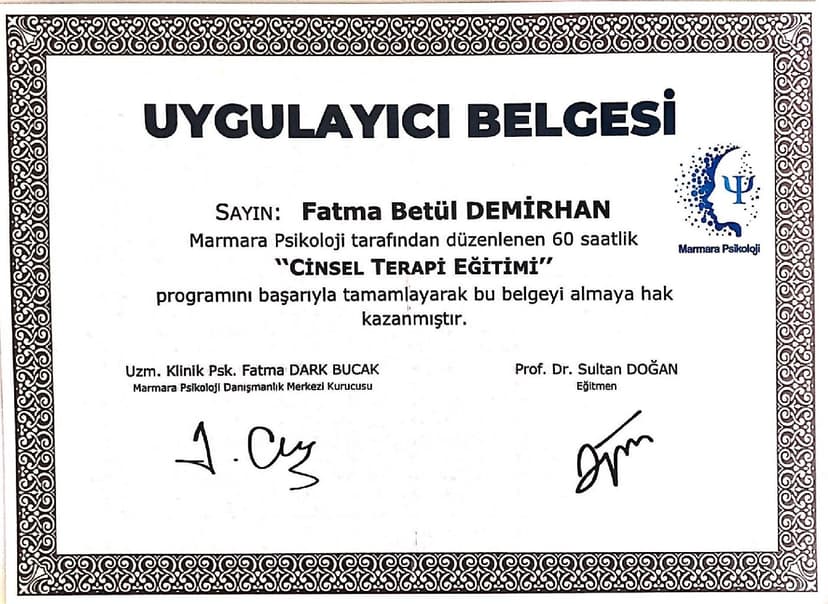 UYGULAYICI BELGESİ
SAYIN: Fatma Betül DEMİRHAN
Marmara Psikoloji tarafından düzenlenen 60 saatlik
“CİNSEL TERAPİ EĞİTİMİ”
programını başarıyla tamamlayarak bu belgeyi almaya hak
kazanmıştır.
Ψ
Marmara Psikoloji
Uzm. Klinik Psk. Fatma DARK BUCAK
Marmara Psikoloji Danışmanlık Merkezi Kurucusu
Prof. Dr. Sultan DOĞAN
Eğitmen